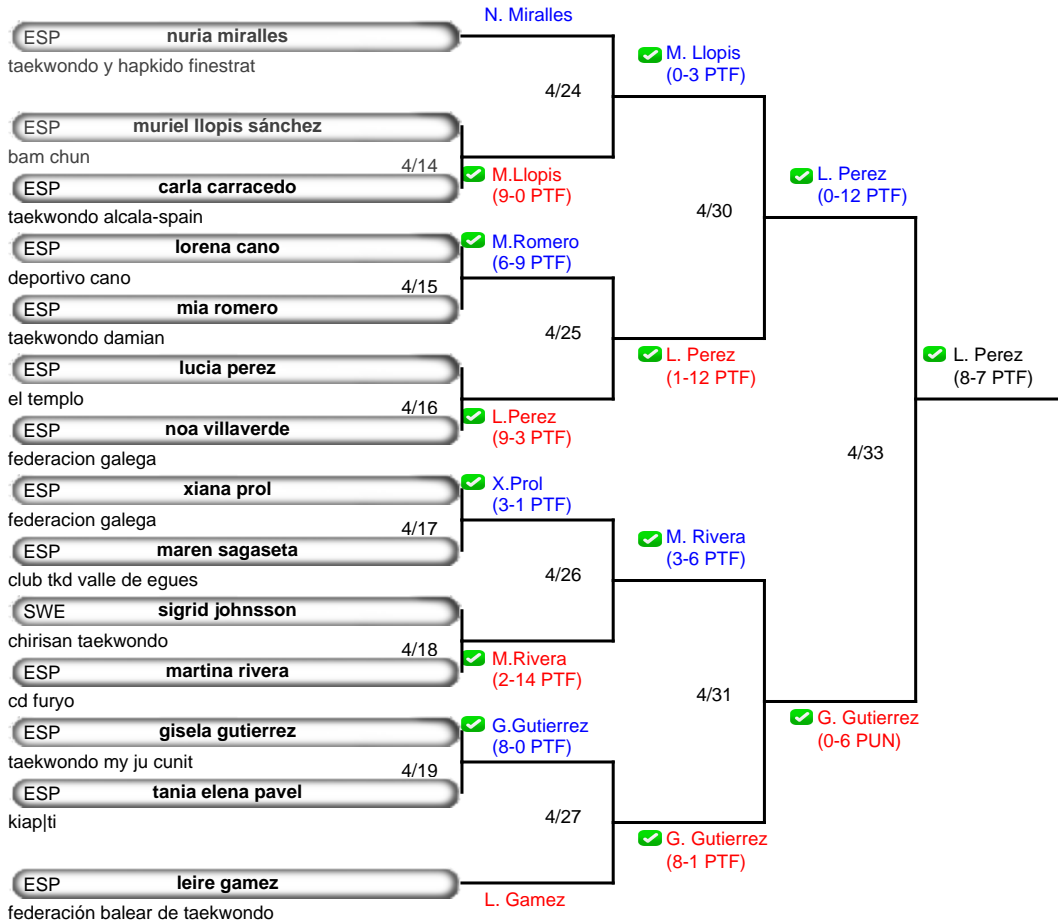 N. Miralles
ESP nuria miralles
taekwondo y hapkido finestrat
M. Llopis
(0-3 PTF)
4/24
ESP muriel llopis sánchez
bam chun
4/14
M.Llopis
(9-0 PTF)
ESP carla carracedo
taekwondo alcala-spain
L. Perez
(0-12 PTF)
4/30
ESP lorena cano
M.Romero
(6-9 PTF)
deportivo cano
4/15
ESP mia romero
taekwondo damian
4/25
L. Perez
(1-12 PTF)
ESP lucia perez
el templo
4/16
L.Perez
(9-3 PTF)
ESP noa villaverde
federacion galega
L. Perez
(8-7 PTF)
4/33
ESP xiana prol
X.Prol
(3-1 PTF)
federacion galega
4/17
ESP maren sagaseta
club tkd valle de egues
4/26
M. Rivera
(3-6 PTF)
SWE sigrid johnsson
chirisan taekwondo
4/18
M.Rivera
(2-14 PTF)
ESP martina rivera
cd furyo
4/31
G. Gutierrez
(0-6 PUN)
ESP gisela gutierrez
G.Gutierrez
(8-0 PTF)
taekwondo my ju cunit
4/19
ESP tania elena pavel
kiap|ti
4/27
G. Gutierrez
(8-1 PTF)
ESP leire gamez
L. Gamez
federación balear de taekwondo